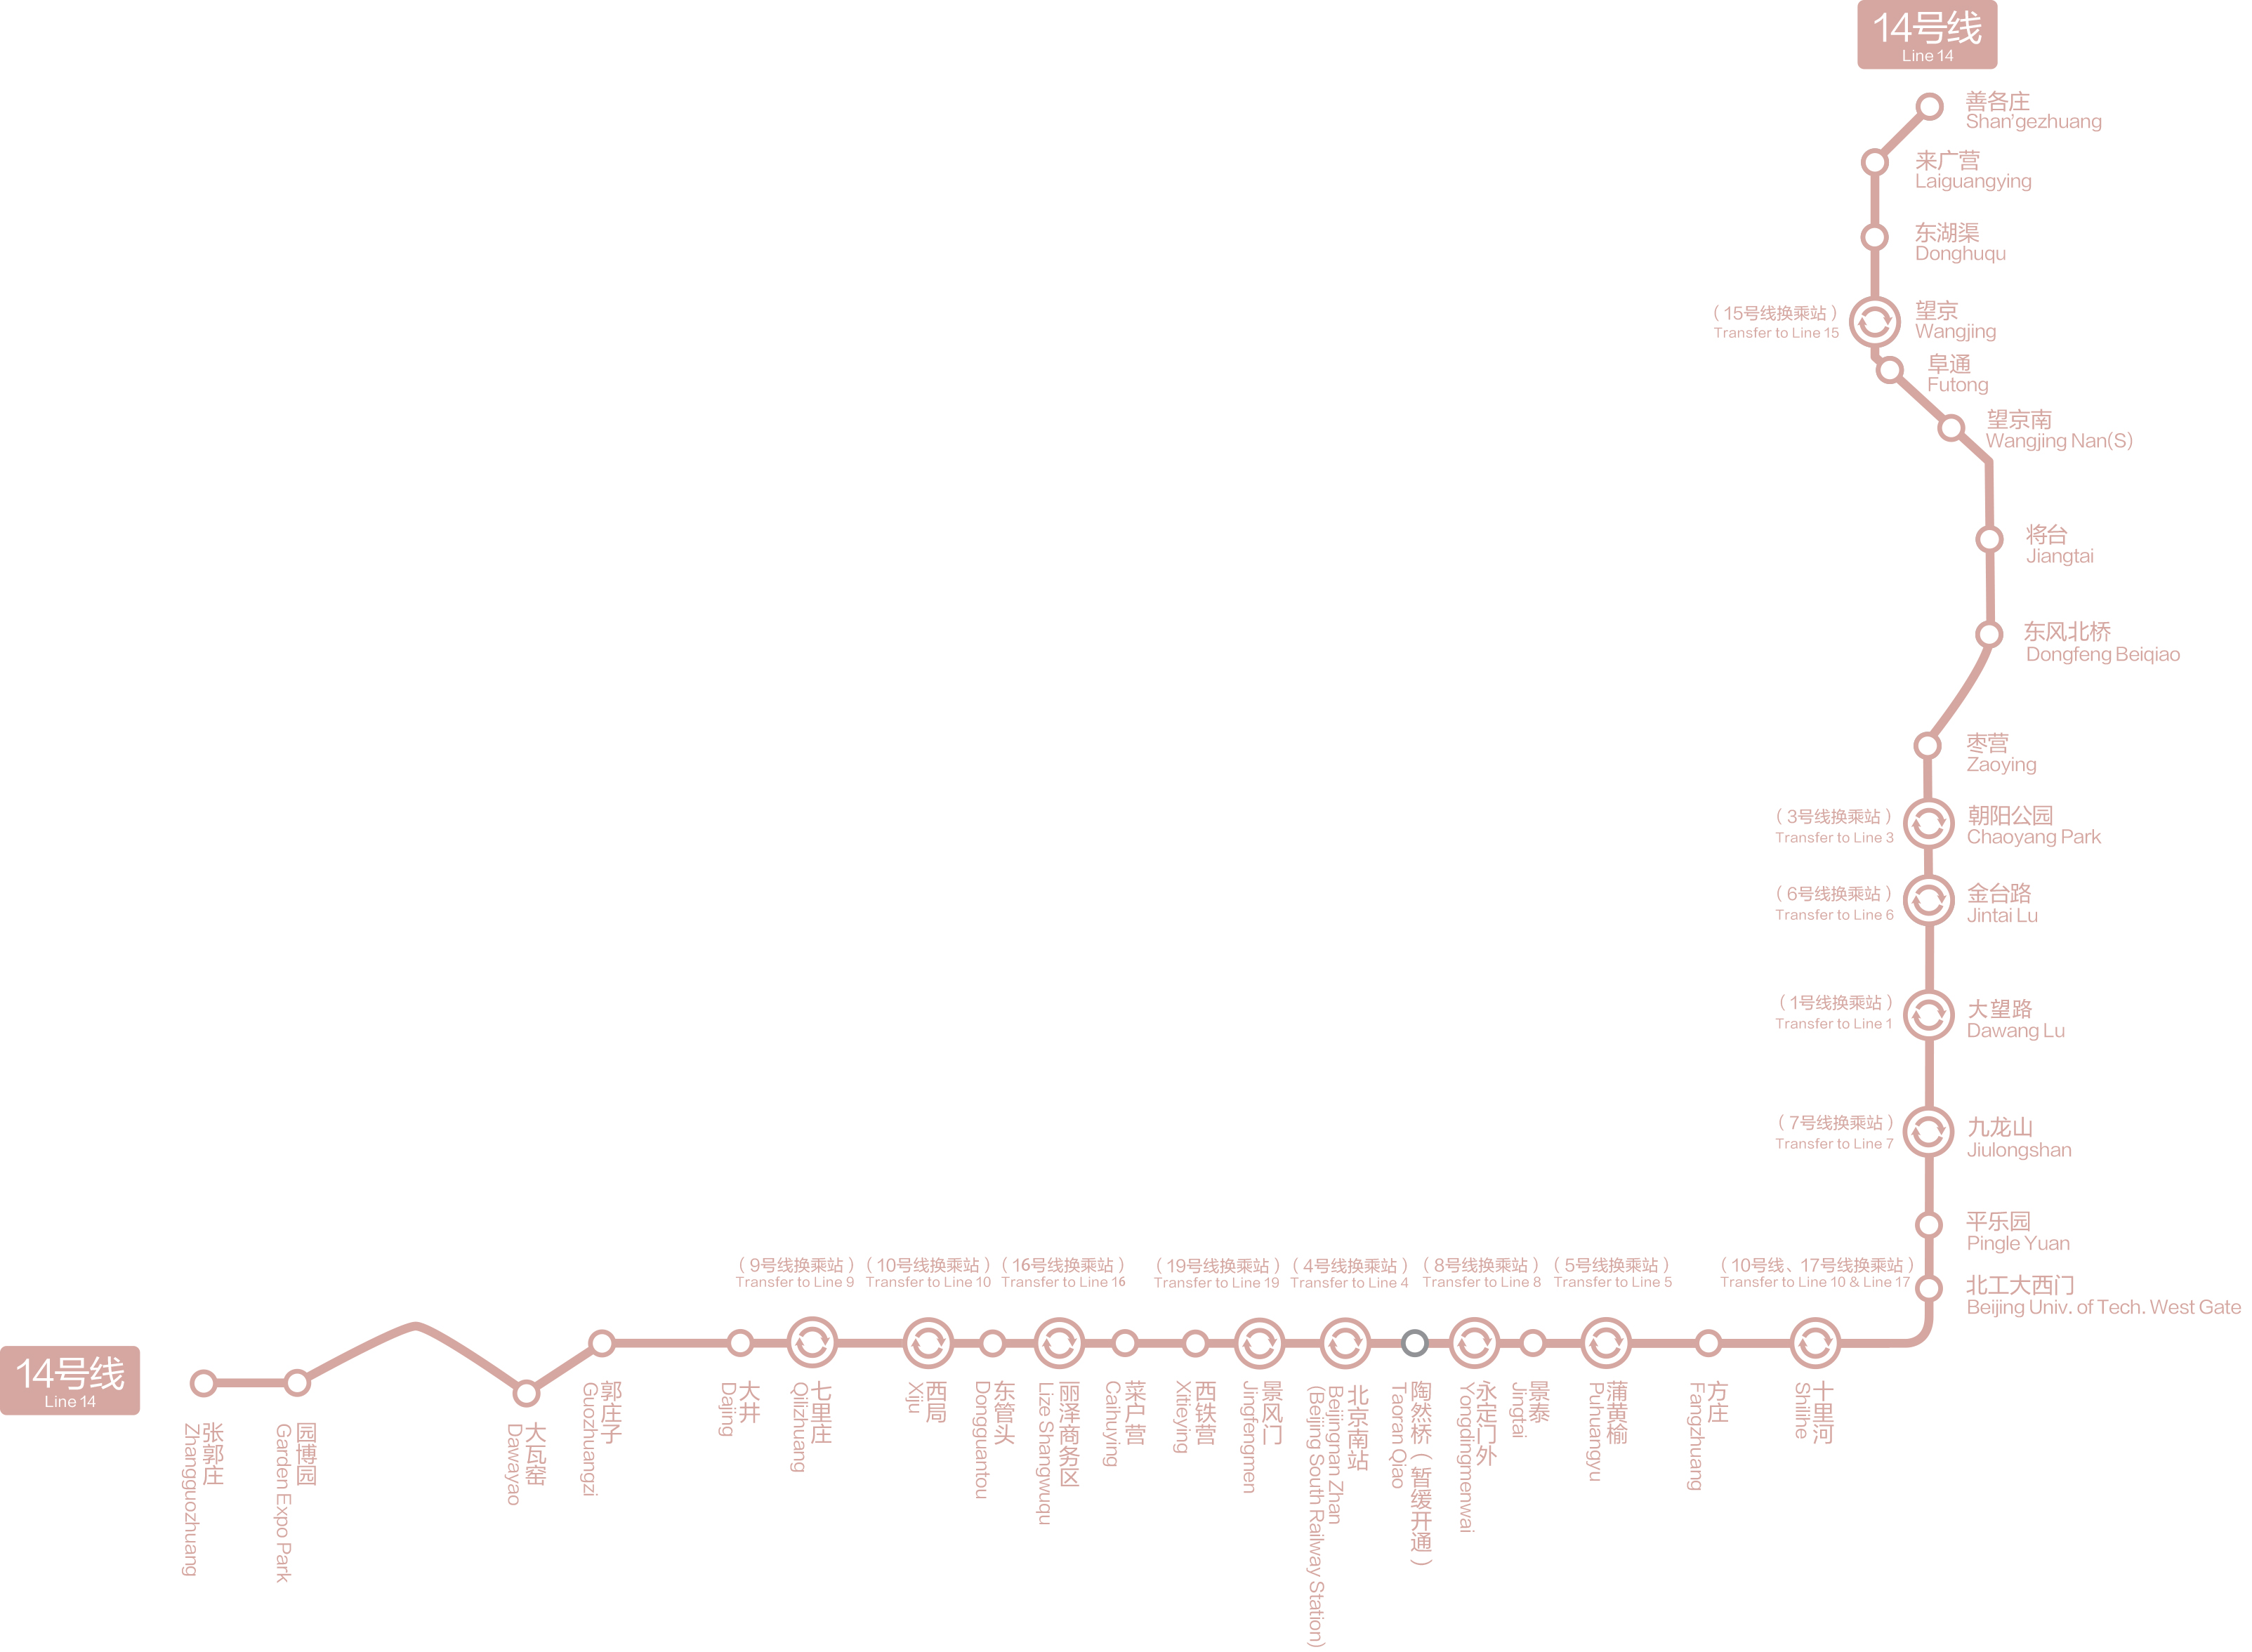 14号线
Line 14
善各庄
Shan'gezhuang
来广营
Laiguangying
东湖渠
Donghuqu
（15号线换乘站）
Transfer to Line 15
望京
Wangjing
阜通
Futong
望京南
Wangjing Nan(S)
将台
Jiangtai
东风北桥
Dongfeng Beiqiao
枣营
Zaoying
（3号线换乘站）
Transfer to Line 3
朝阳公园
Chaoyang Park
（6号线换乘站）
Transfer to Line 6
金台路
Jintai Lu
（1号线换乘站）
Transfer to Line 1
大望路
Dawang Lu
（7号线换乘站）
Transfer to Line 7
九龙山
Jiulongshan
平乐园
Pingle Yuan
北工大西门
Beijing Univ. of Tech. West Gate
（9号线换乘站）
Transfer to Line 9
（10号线换乘站）
Transfer to Line 10
（16号线换乘站）
Transfer to Line 16
（19号线换乘站）
Transfer to Line 19
（4号线换乘站）
Transfer to Line 4
（8号线换乘站）
Transfer to Line 8
（5号线换乘站）
Transfer to Line 5
（10号线、17号线换乘站）
Transfer to Line 10 & Line 17
14号线
Line 14
张郭庄
Zhangguozhuang
园博园
Garden Expo Park
大瓦窑
Dawayao
郭庄子
Guozhuangzi
大井
Dajing
七里庄
Qilizhuang
西局
Xiju
东管头
Dongguantou
丽泽商务区
Lize Shangwuqu
菜户营
Caihuying
西铁营
Xitieying
景风门
Jingfengmen
北京南站
Beijingnan Zhan
(Beijing South Railway Station)
陶然桥（暂缓开通）
Taoran Qiao
永定门外
Yongdingmenwai
景泰
Jingtai
蒲黄榆
Puhuangyu
方庄
Fangzhuang
十里河
Shilihe